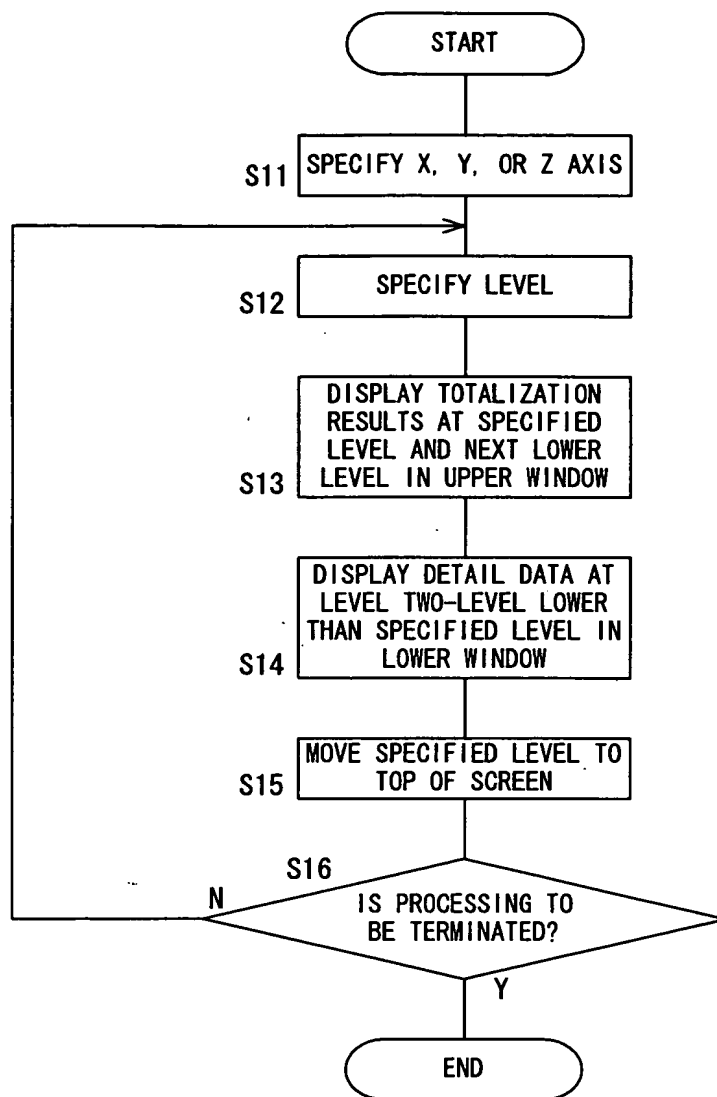 START
S11
SPECIFY X, Y, OR Z AXIS
S12
SPECIFY LEVEL
S13
DISPLAY TOTALIZATION
RESULTS AT SPECIFIED
LEVEL AND NEXT LOWER
LEVEL IN UPPER WINDOW
S14
DISPLAY DETAIL DATA AT
LEVEL TWO-LEVEL LOWER
THAN SPECIFIED LEVEL IN
LOWER WINDOW
S15
MOVE SPECIFIED LEVEL TO
TOP OF SCREEN
S16
N
IS PROCESSING TO
BE TERMINATED?
Y
END